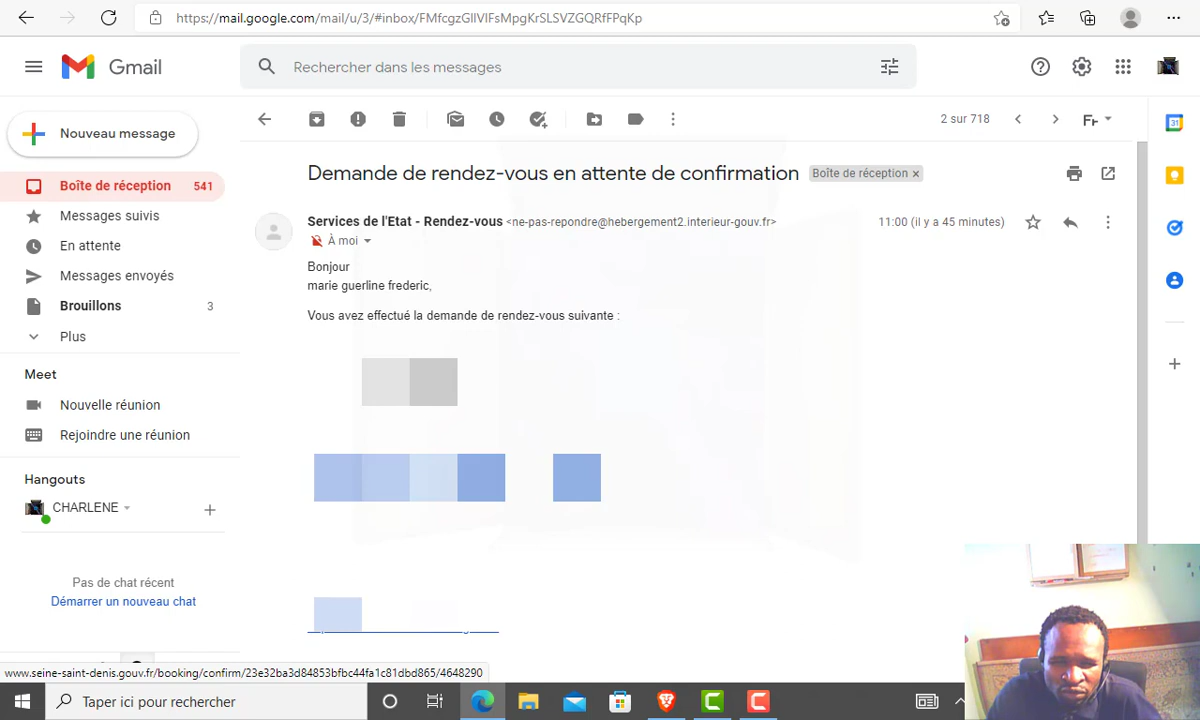 https://mail.google.com/mail/u/3/#inbox/FMfcgzGlIVIFsMpgKrSLSVZGQRfFPqKp
Gmail
Rechercher dans les messages
Nouveau message
2 sur 718
Fr
Demande de rendez-vous en attente de confirmation
Boîte de réception ×
Boîte de réception 541
Messages suivis
En attente
Messages envoyés
Brouillons 3
Plus
Services de l'Etat - Rendez-vous <ne-pas-repondre@hebergement2.interieur-gouv.fr>
11:00 (il y a 45 minutes)
À moi
Bonjour
marie guerline frederic,
Vous avez effectué la demande de rendez-vous suivante :
Meet
Nouvelle réunion
Rejoindre une réunion
Hangouts
CHARLENE
Pas de chat récent
Démarrer un nouveau chat
31
www.seine-saint-denis.gouv.fr/booking/confirm/23e32ba3d84853bfbc44fa1c81dbd865/4648290
Taper ici pour rechercher